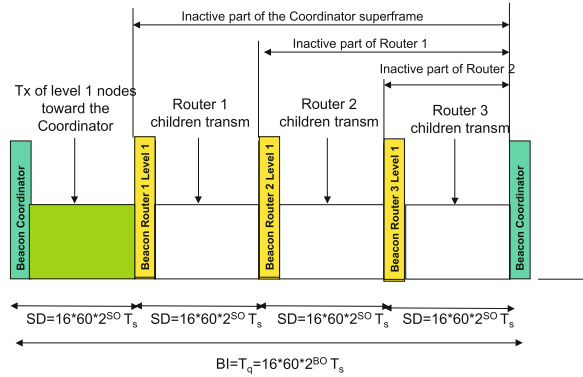 Inactive part of the Coordinator superframe
Inactive part of Router 1
Inactive part of Router 2
Tx of level 1 nodes
toward the
Coordinator
Router 1
children transm
Router 2
children transm
Router 3
children transm
Beacon Coordinator
Beacon Router 1 Level 1
Beacon Router 2 Level 1
Beacon Router 3 Level 1
Beacon Coordinator
SD=16*60*2^SO T_s
SD=16*60*2^SO T_s
SD=16*60*2^SO T_s
SD=16*60*2^SO T_s
BI=T_q=16*60*2^BO T_s